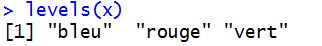 > levels(x)
[1] "bleu"  "rouge" "vert"